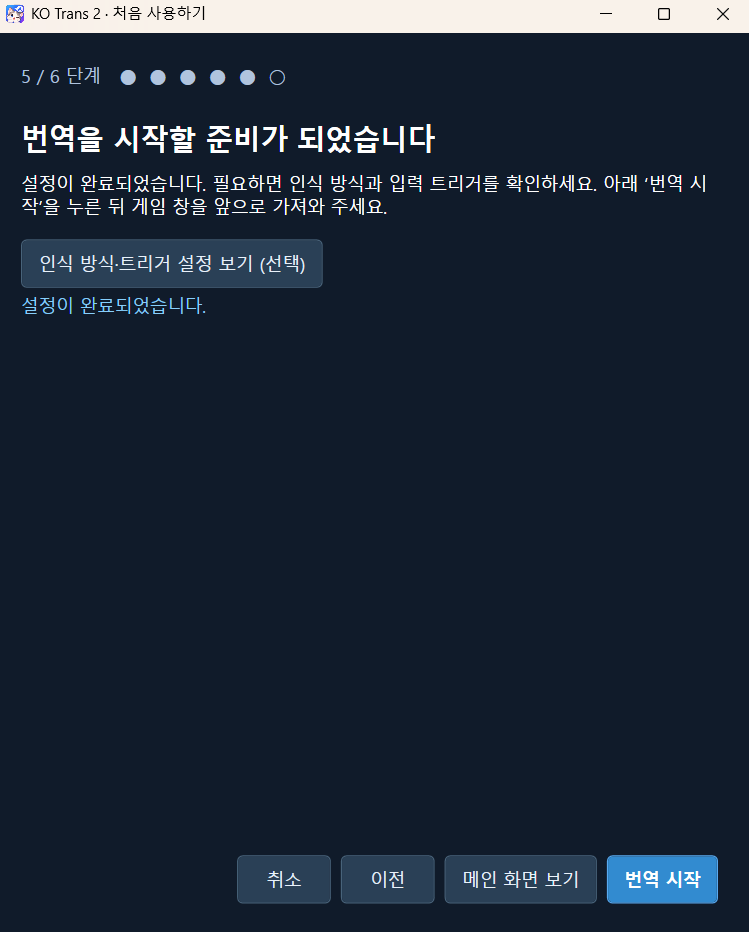 KO Trans 2 · 처음 사용하기
5 / 6 단계
번역을 시작할 준비가 되었습니다
설정이 완료되었습니다. 필요하면 인식 방식과 입력 트리거를 확인하세요. 아래 ‘번역 시
작’을 누른 뒤 게임 창을 앞으로 가져와 주세요.
인식 방식·트리거 설정 보기 (선택)
설정이 완료되었습니다.
취소
이전
메인 화면 보기
번역 시작